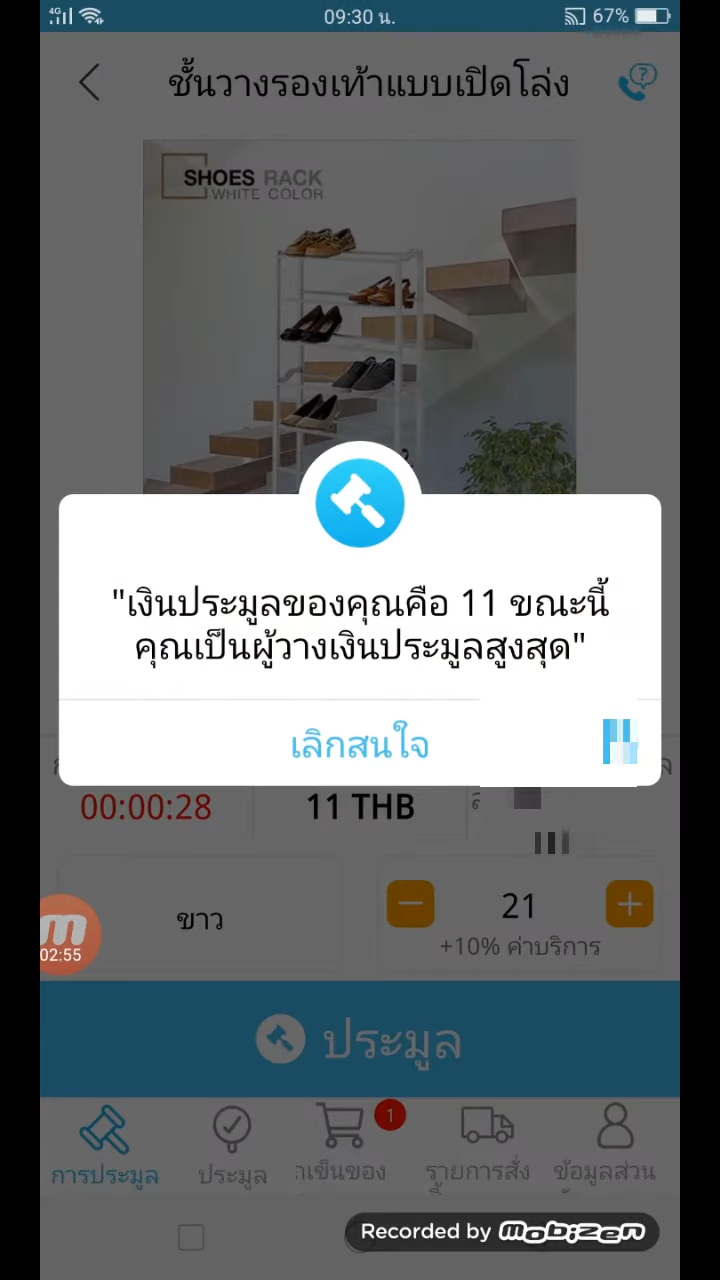 4G
09:30 น.
67%
ชั้นวางรองเท้าแบบเปิดโล่ง
SHOES RACK
WHITE COLOR
"เงินประมูลของคุณคือ 11 ขณะนี้
คุณเป็นผู้วางเงินประมูลสูงสุด"
เลิกสนใจ
00:00:28
11 THB
ขาว
21
+10% ค่าบริการ
02:55
ประมูล
1
การประมูล
ประมูล
รายการสั่ง
ข้อมูลส่วน
Recorded by mobizen